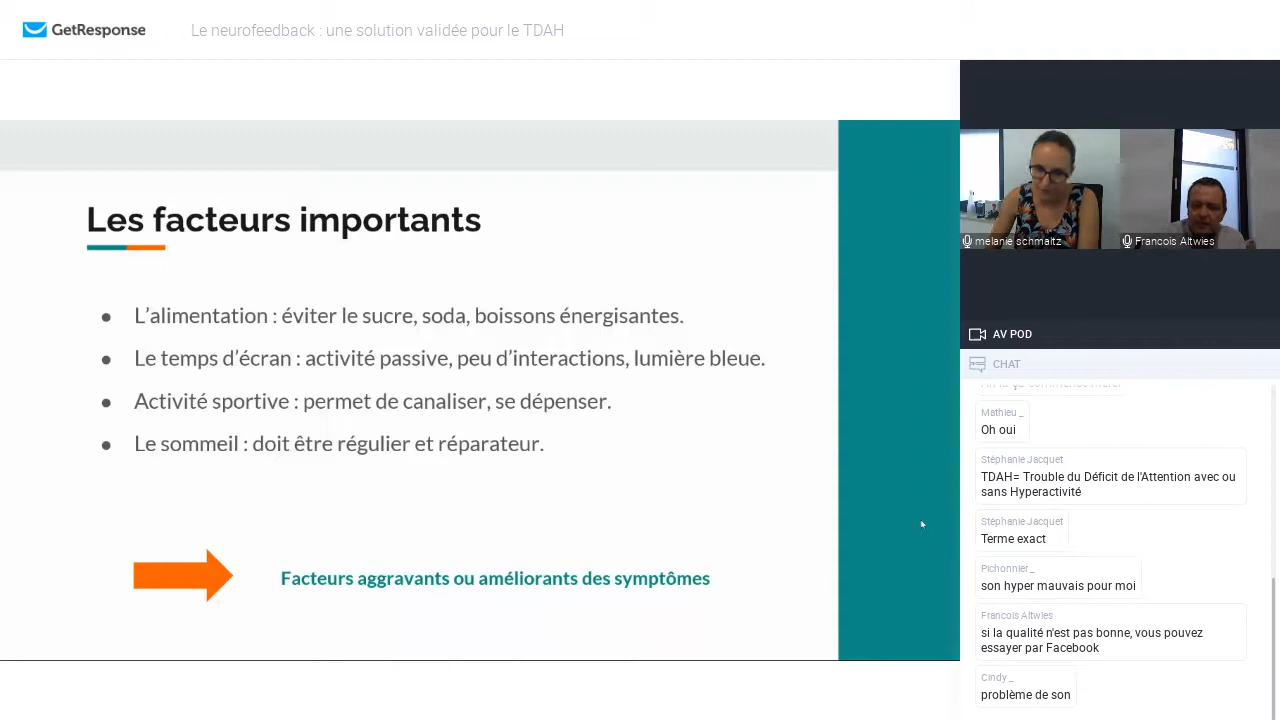 GetResponse
Le neurofeedback : une solution validée pour le TDAH
Les facteurs importants
● L'alimentation : éviter le sucre, soda, boissons énergisantes.
● Le temps d'écran : activité passive, peu d'interactions, lumière bleue.
● Activité sportive : permet de canaliser, se dépenser.
● Le sommeil : doit être régulier et réparateur.
Facteurs aggravants ou améliorants des symptômes
melanie schmaltz
Francois Altwies
AV POD
CHAT
Mathieu _
Oh oui
Stéphanie Jacquet
TDAH= Trouble du Déficit de l'Attention avec ou
sans Hyperactivité
Stéphanie Jacquet
Terme exact
Pichonnier _
son hyper mauvais pour moi
Francois Altwies
si la qualité n'est pas bonne, vous pouvez
essayer par Facebook
Cindy _
problème de son